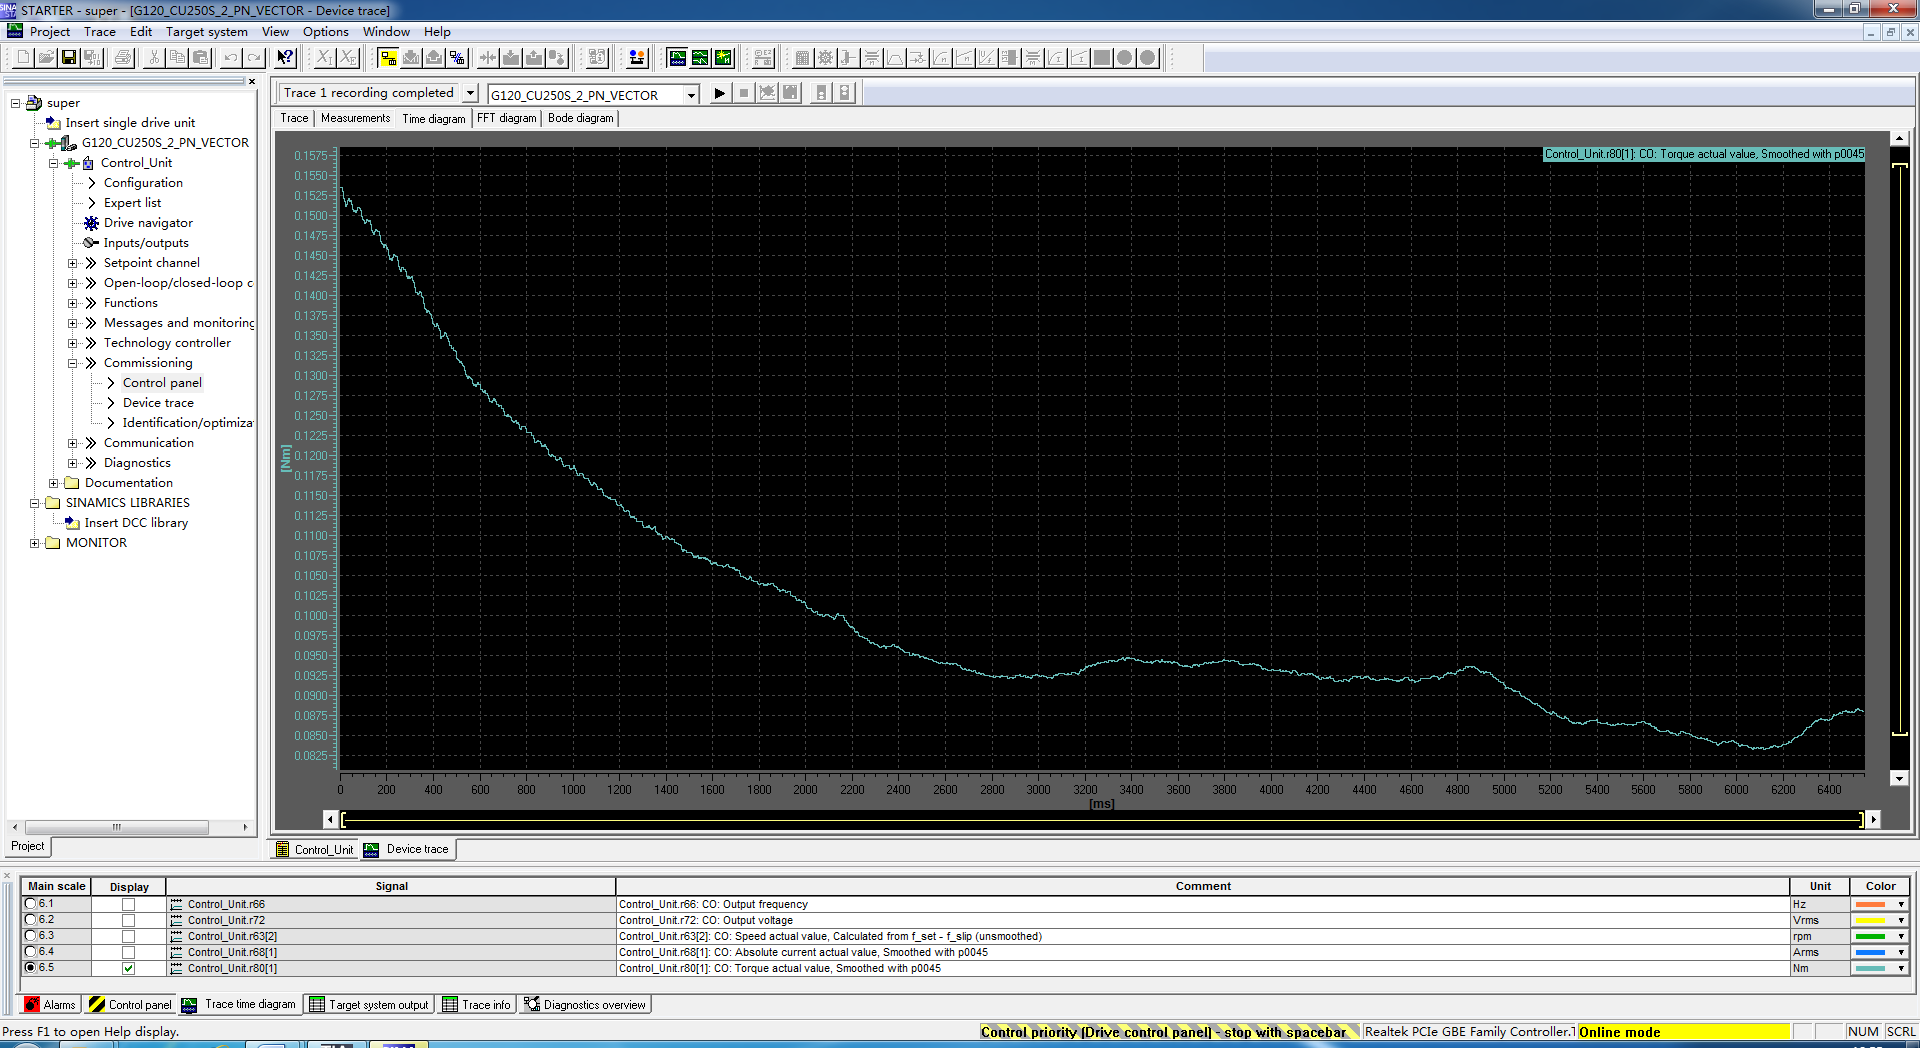 STARTER - super - [G120_CU250S_2_PN_VECTOR - Device trace]
Project Trace Edit Target system View Options Window Help
Trace 1 recording completed G120_CU250S_2_PN_VECTOR
Trace Measurements Time diagram FFT diagram Bode diagram
super
Insert single drive unit
G120_CU250S_2_PN_VECTOR
Control_Unit
Configuration
Expert list
Drive navigator
Inputs/outputs
Setpoint channel
Open-loop/closed-loop c
Functions
Messages and monitoring
Technology controller
Commissioning
Control panel
Device trace
Identification/optimiza
Communication
Diagnostics
Documentation
SINAMICS LIBRARIES
Insert DCC library
MONITOR
Project
Control_Unit.r80[1]: CO: Torque actual value, Smoothed with p0045
0.1575
0.1550
0.1525
0.1500
0.1475
0.1450
0.1425
0.1400
0.1375
0.1350
0.1325
0.1300
0.1275
0.1250
0.1225
0.1200
0.1175
0.1150
0.1125
0.1100
0.1075
0.1050
0.1025
0.1000
0.0975
0.0950
0.0925
0.0900
0.0875
0.0850
0.0825
[Nm]
0 200 400 600 800 1000 1200 1400 1600 1800 2000 2200 2400 2600 2800 3000 3200 3400 3600 3800 4000 4200 4400 4600 4800 5000 5200 5400 5600 5800 6000 6200 6400
[ms]
Control_Unit Device trace
Main scale Display Signal Comment Unit Color
6.1 Control_Unit.r66 Control_Unit.r66: CO: Output frequency Hz
6.2 Control_Unit.r72 Control_Unit.r72: CO: Output voltage Vrms
6.3 Control_Unit.r63[2] Control_Unit.r63[2]: CO: Speed actual value, Calculated from f_set - f_slip (unsmoothed) rpm
6.4 Control_Unit.r68[1] Control_Unit.r68[1]: CO: Absolute current actual value, Smoothed with p0045 Arms
6.5 Control_Unit.r80[1] Control_Unit.r80[1]: CO: Torque actual value, Smoothed with p0045 Nm
Alarms Control panel Trace time diagram Target system output Trace info Diagnostics overview
Press F1 to open Help display. Control priority [Drive control panel] - stop with spacebar Realtek PCIe GBE Family Controller.T Online mode NUM SCRL